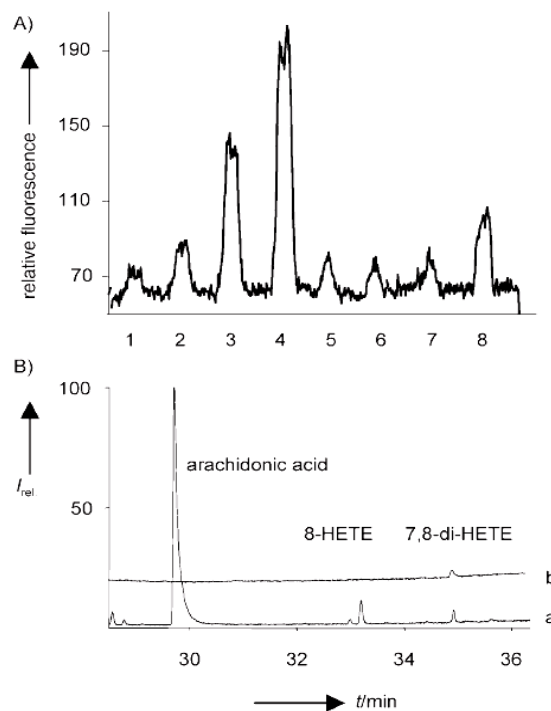 A)
190
150
110
70
relative fluorescence
1 2 3 4 5 6 7 8
B)
100
50
I rel.
arachidonic acid
8-HETE 7,8-di-HETE
b
a
30 32 34 36
t/min